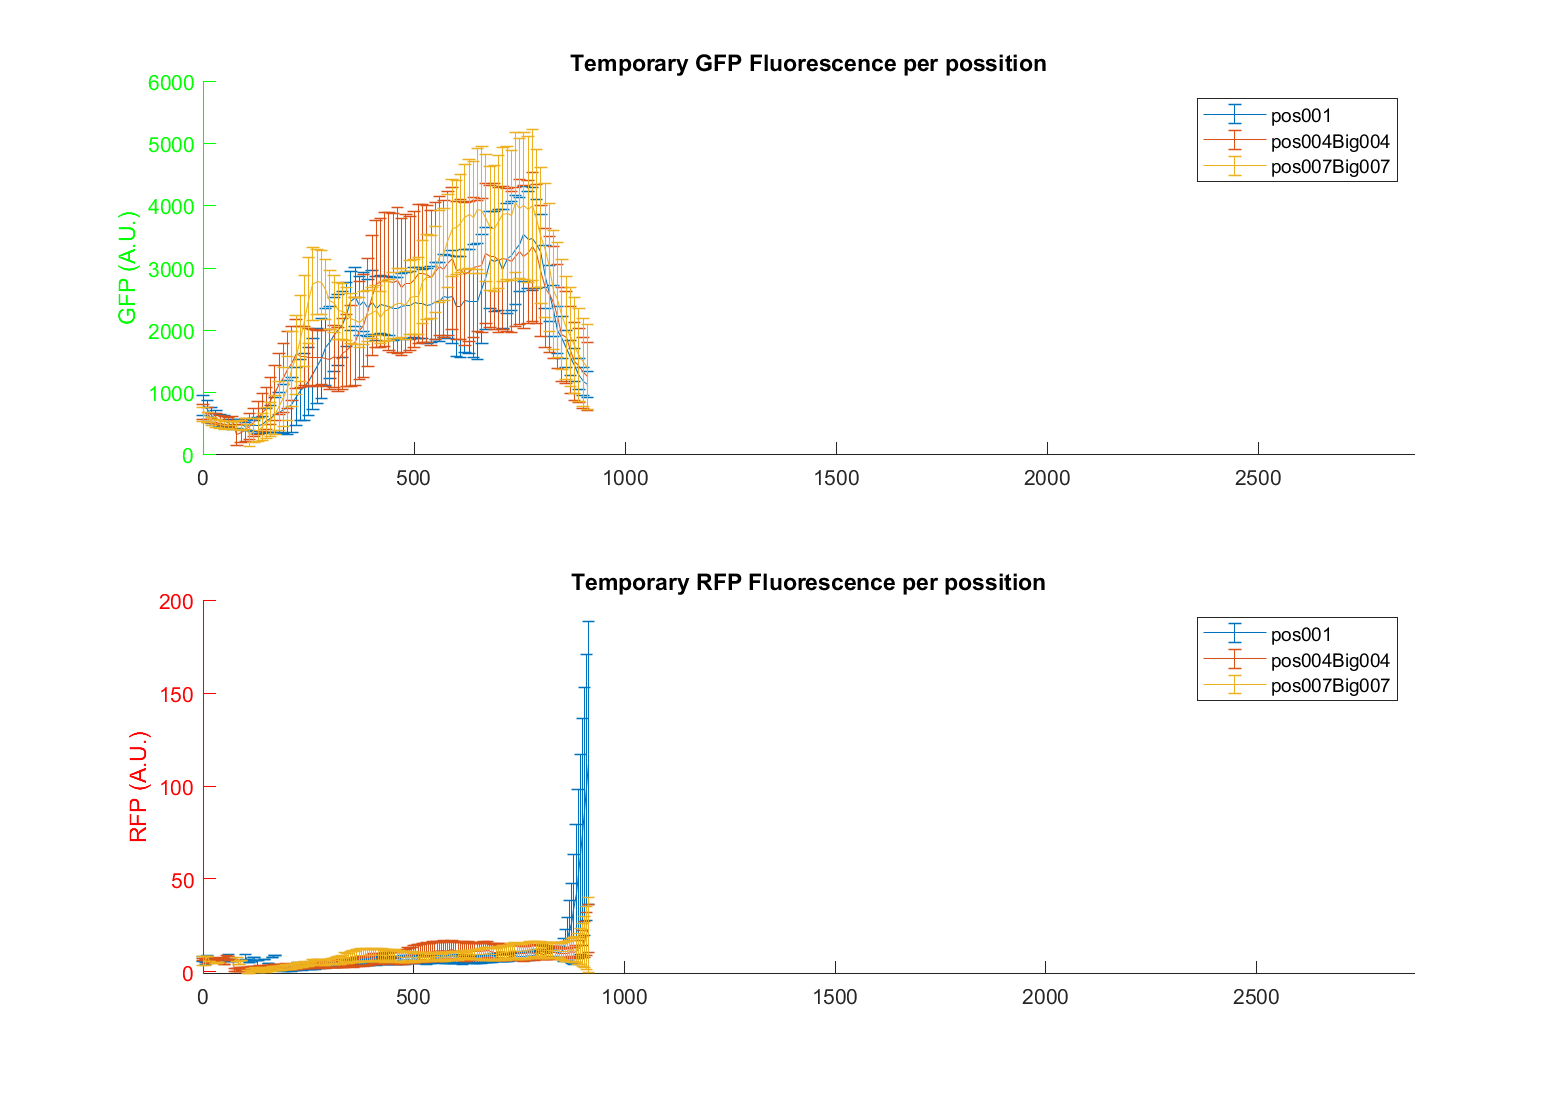 Temporary GFP Fluorescence per possition
GFP (A.U.)
6000
5000
4000
3000
2000
1000
0
0 500 1000 1500 2000 2500
pos001
pos004Big004
pos007Big007
Temporary RFP Fluorescence per possition
RFP (A.U.)
200
150
100
50
0
0 500 1000 1500 2000 2500
pos001
pos004Big004
pos007Big007